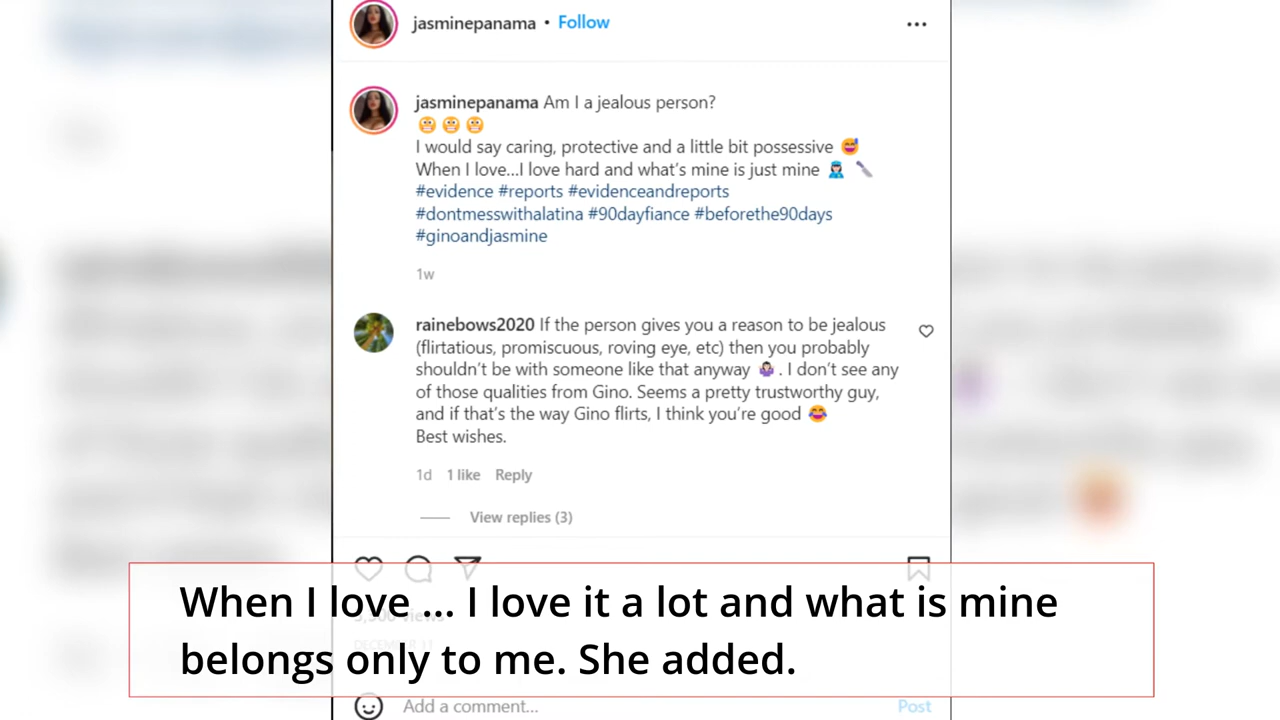 jasminepanama • Follow
jasminepanama Am I a jealous person?
😬😬😬
I would say caring, protective and a little bit possessive 😅
When I love...I love hard and what's mine is just mine 👮🏻‍♀️ 🔪
#evidence #reports #evidenceandreports
#dontmesswithalatina #90dayfiance #beforethe90days
#ginoandjasmine
1w
rainebows2020 If the person gives you a reason to be jealous
(flirtatious, promiscuous, roving eye, etc) then you probably
shouldn't be with someone like that anyway 🤷🏻‍♀️ . I don't see any
of those qualities from Gino. Seems a pretty trustworthy guy,
and if that's the way Gino flirts, I think you're good 😂
Best wishes.
1d 1 like Reply
View replies (3)
When I love ... I love it a lot and what is mine
belongs only to me. She added.
Add a comment... Post